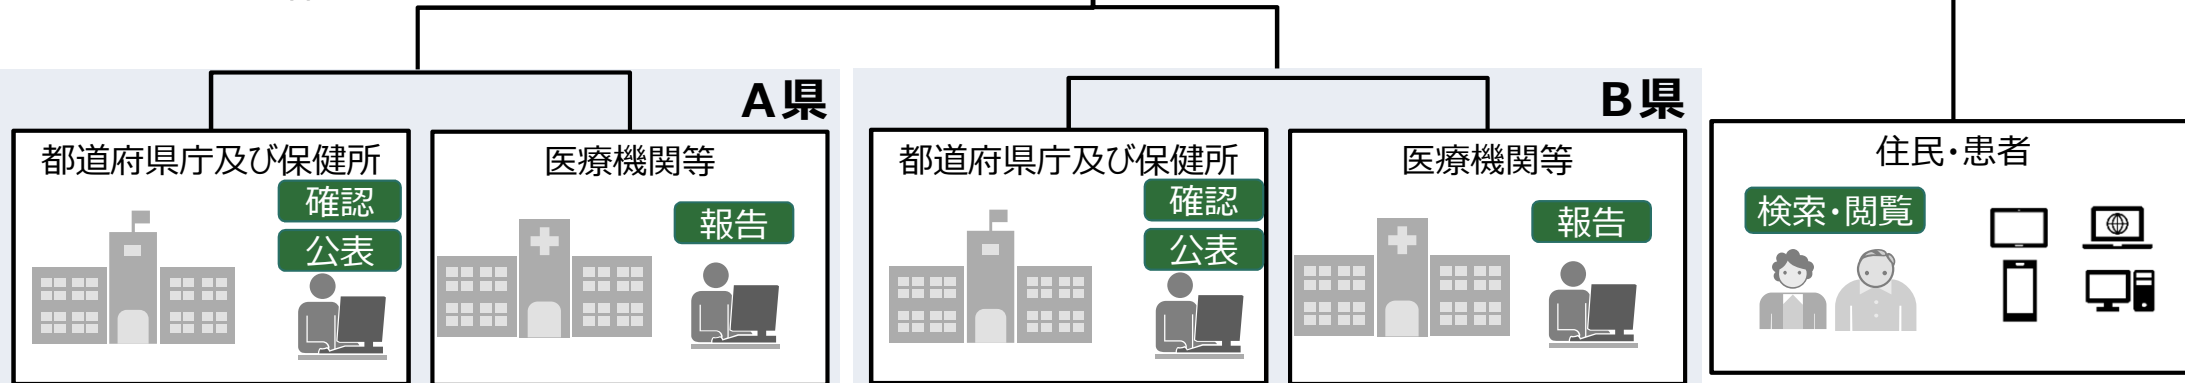 A県
都道府県庁及び保健所
確認
公表
医療機関等
報告
B県
都道府県庁及び保健所
確認
公表
医療機関等
報告
住民・患者
検索・閲覧